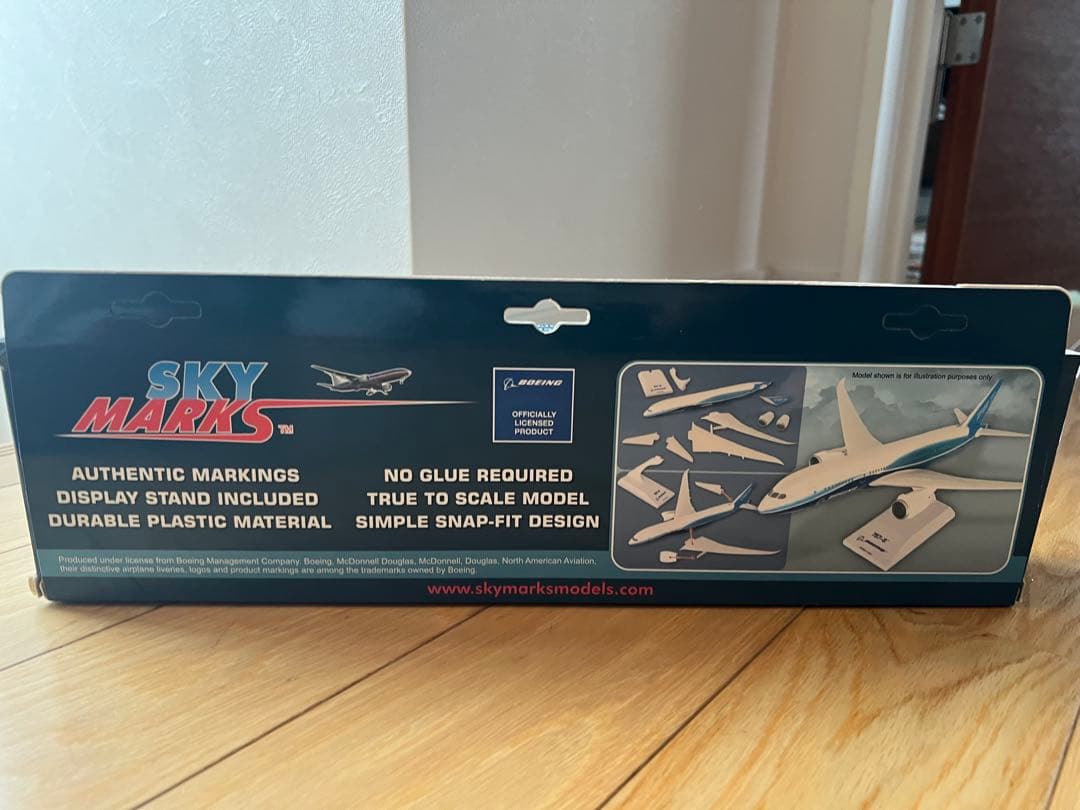 SKY
MARKS™
BOEING
OFFICIALLY
LICENSED
PRODUCT
AUTHENTIC MARKINGS
DISPLAY STAND INCLUDED
DURABLE PLASTIC MATERIAL
NO GLUE REQUIRED
TRUE TO SCALE MODEL
SIMPLE SNAP-FIT DESIGN
Model shown is for illustration purposes only
BOEING
Produced under license from Boeing Management Company. Boeing, McDonnell Douglas, McDonnell, Douglas, North American Aviation,
their distinctive airplane liveries, logos and product markings are among the trademarks owned by Boeing.
www.skymarksmodels.com